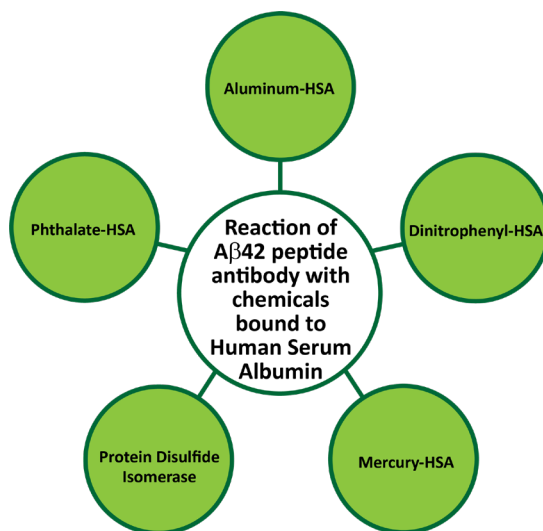 Aluminum-HSA
Phthalate-HSA
Reaction of
Aβ42 peptide
antibody with
chemicals
bound to
Human Serum
Albumin
Dinitrophenyl-HSA
Protein Disulfide
Isomerase
Mercury-HSA